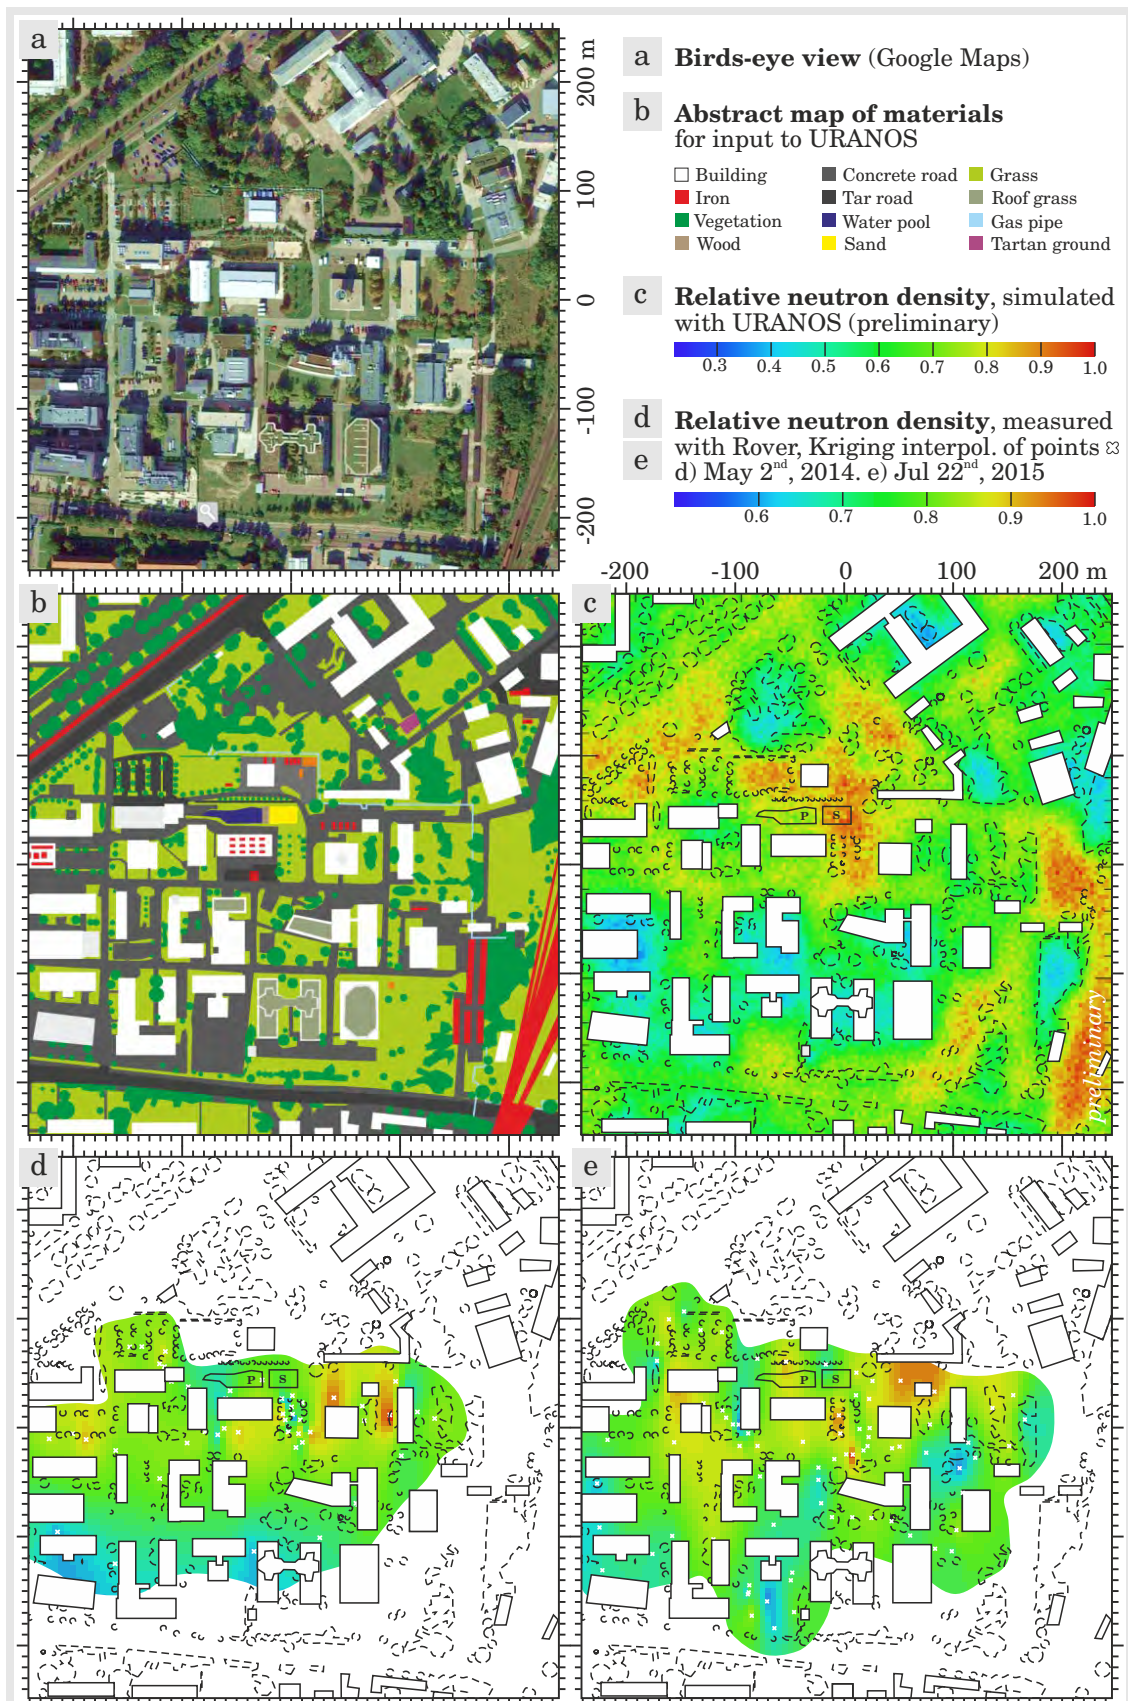 a
200 m
100
0
-100
-200
a Birds-eye view (Google Maps)
b Abstract map of materials
for input to URANOS
Building
Concrete road
Grass
Iron
Tar road
Roof grass
Vegetation
Water pool
Gas pipe
Wood
Sand
Tartan ground
c Relative neutron density, simulated
with URANOS (preliminary)
0.3 0.4 0.5 0.6 0.7 0.8 0.9 1.0
d Relative neutron density, measured
e with Rover, Kriging interpol. of points
d) May 2nd, 2014. e) Jul 22nd, 2015
0.6 0.7 0.8 0.9 1.0
-200 -100 0 100 200 m
b
c
P S
preliminary
d
P S
e
P S